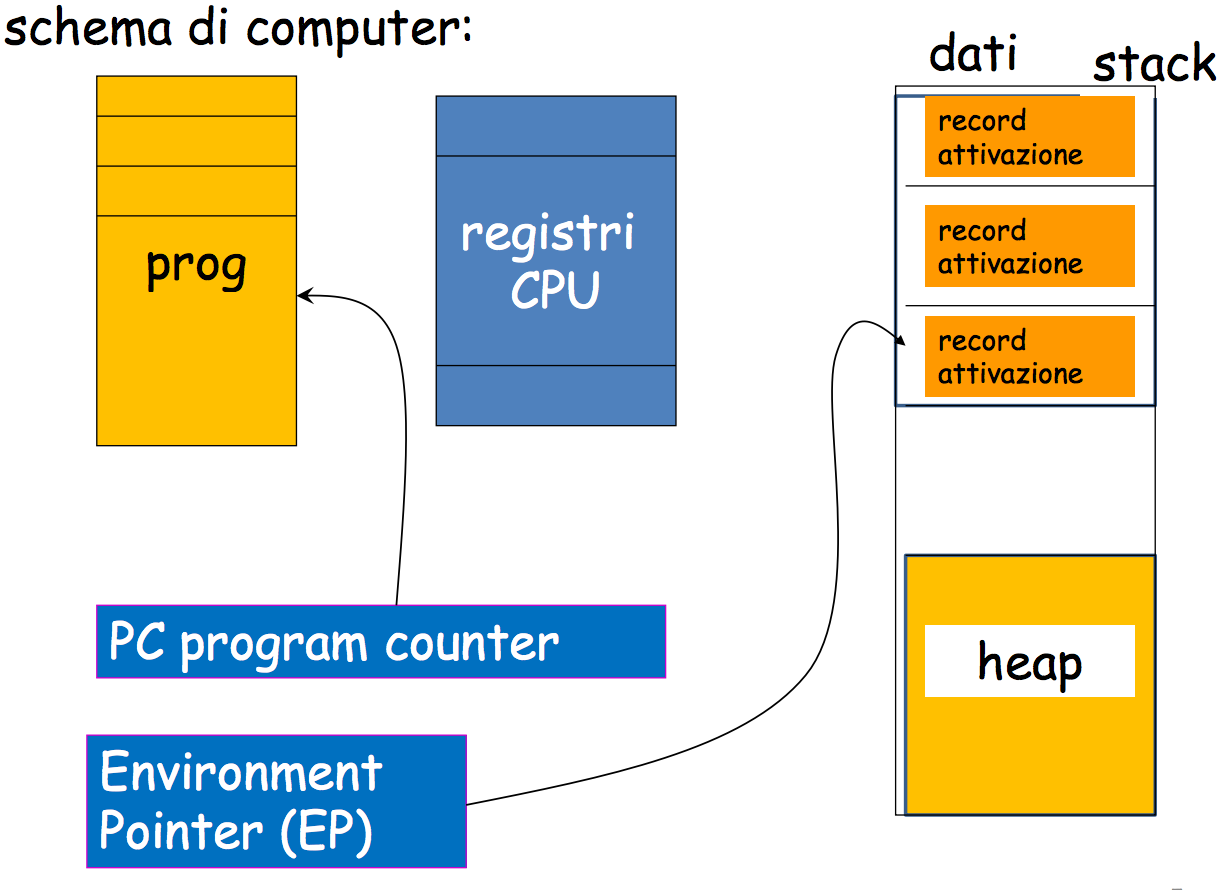 schema di computer:
dati
stack
prog
registri
CPU
record
attivazione
record
attivazione
record
attivazione
PC program counter
heap
Environment
Pointer (EP)